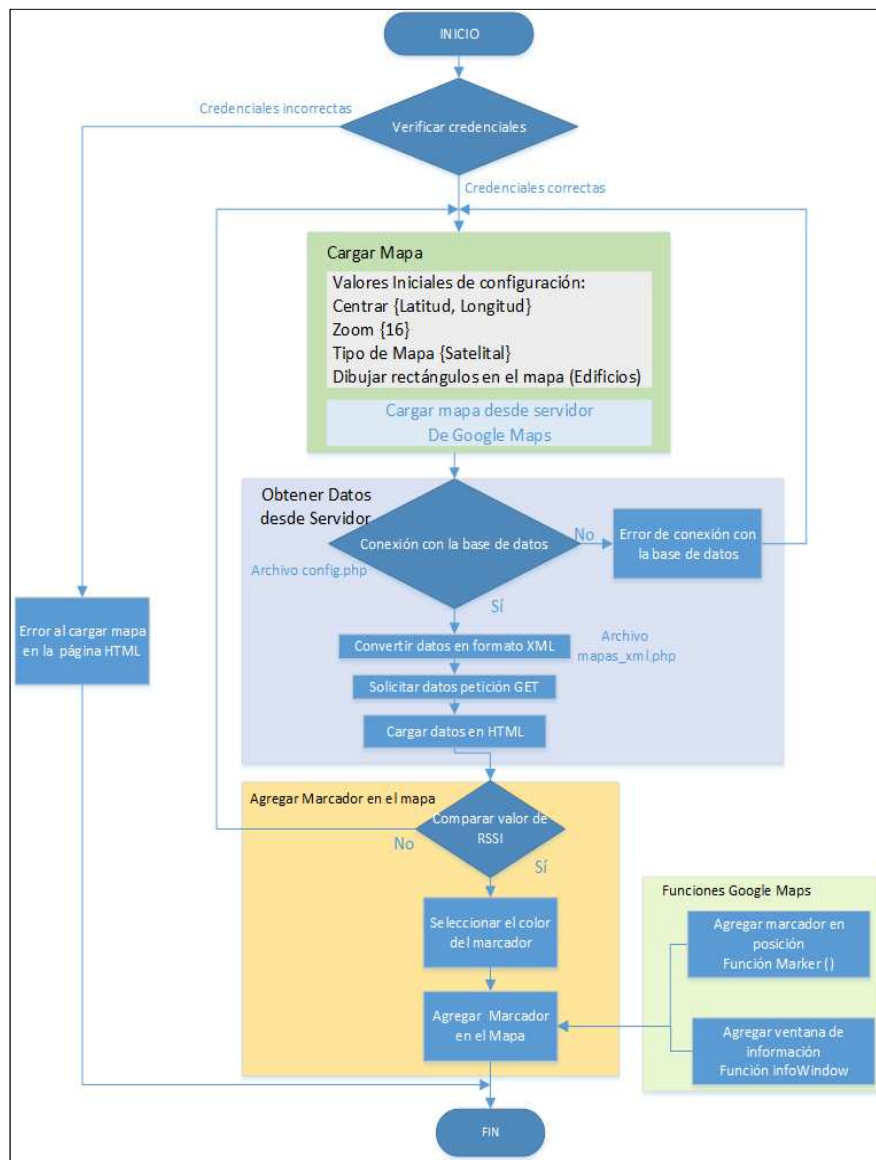 INICIO
Credenciales incorrectas
Verificar credenciales
Credenciales correctas
Cargar Mapa
Valores Iniciales de configuración:
Centrar {Latitud, Longitud}
Zoom {16}
Tipo de Mapa {Satelital}
Dibujar rectángulos en el mapa (Edificios)
Cargar mapa desde servidor
De Google Maps
Obtener Datos
desde Servidor
Conexión con la base de datos
No
Error de conexión con
la base de datos
Archivo config.php
Sí
Error al cargar mapa
en la página HTML
Convertir datos en formato XML
Archivo
mapas_xml.php
Solicitar datos petición GET
Cargar datos en HTML
Agregar Marcador en el mapa
Comparar valor de
RSSI
No
Sí
Seleccionar el color
del marcador
Agregar Marcador
en el Mapa
Funciones Google Maps
Agregar marcador en
posición
Función Marker ()
Agregar ventana de
información
Función infoWindow
FIN